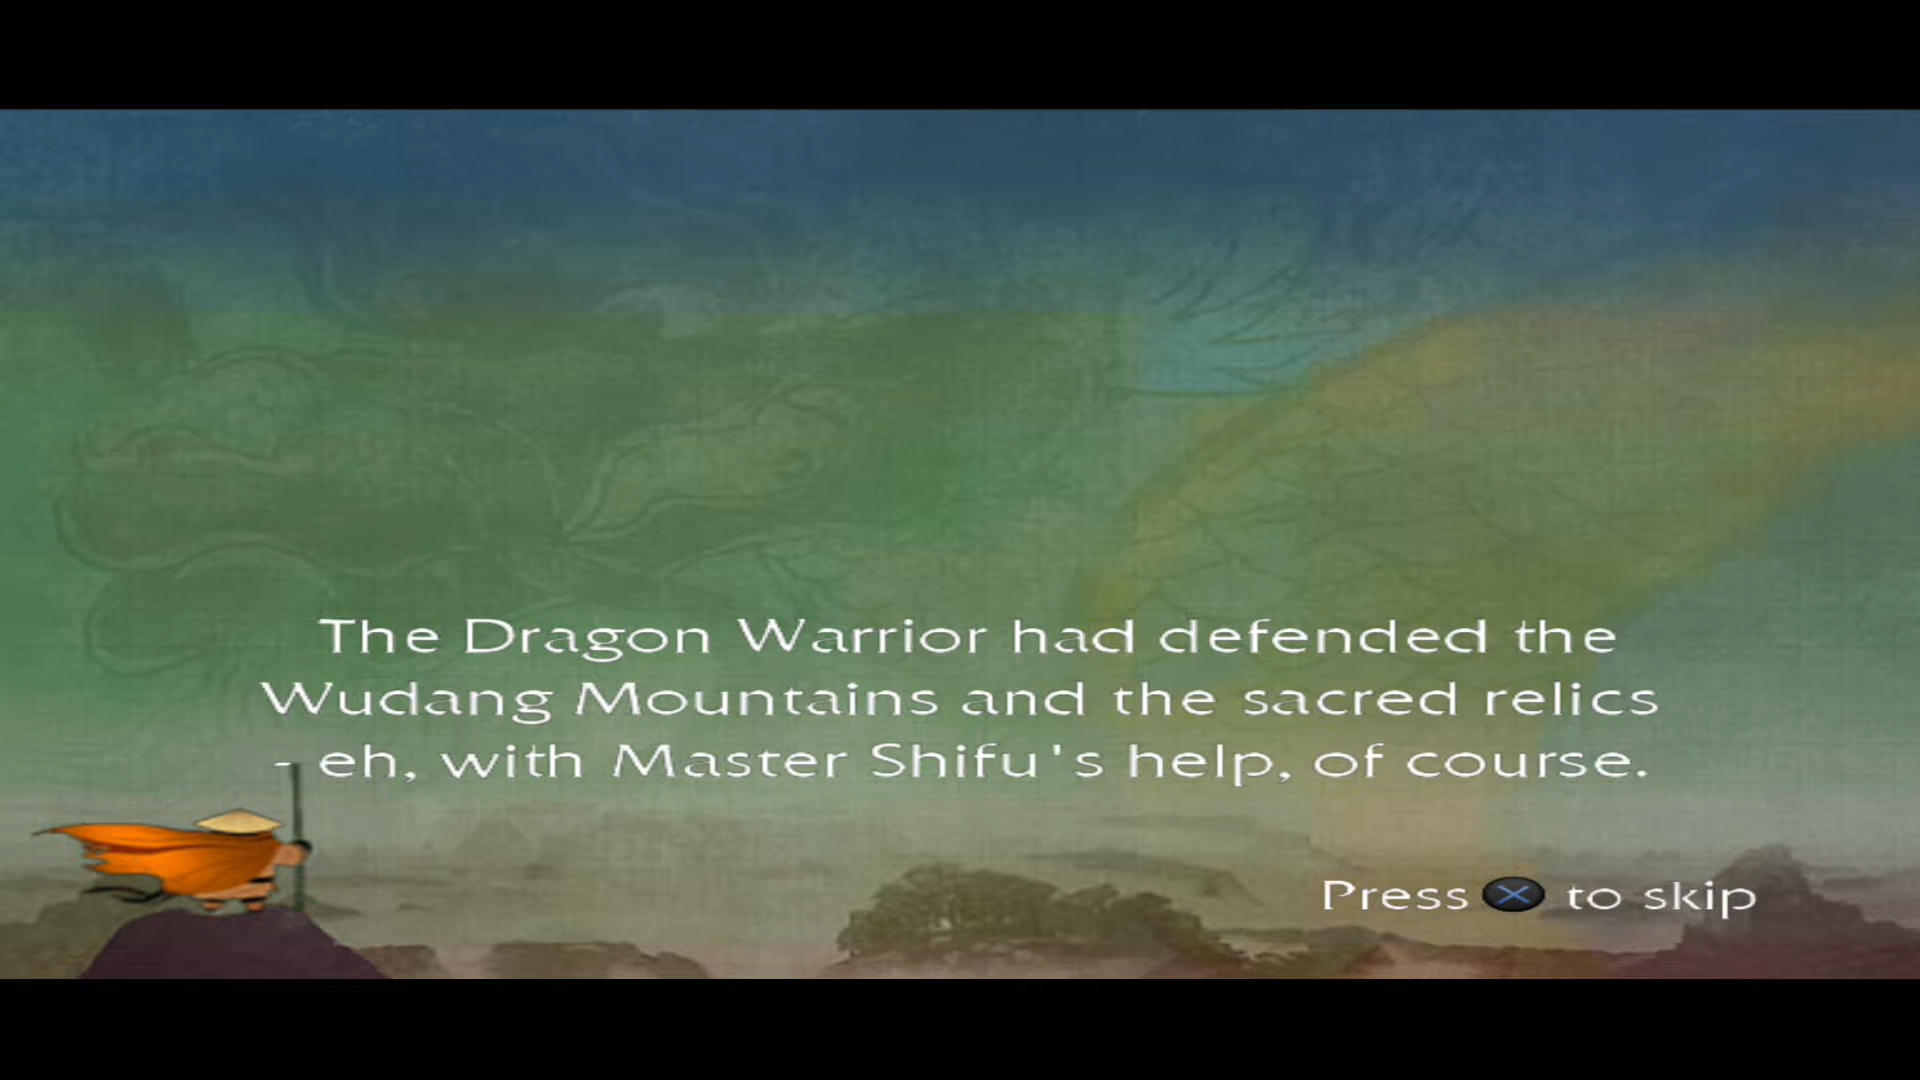 The Dragon Warrior had defended the
Wudang Mountains and the sacred relics
- eh, with Master Shifu's help, of course.
Press to skip